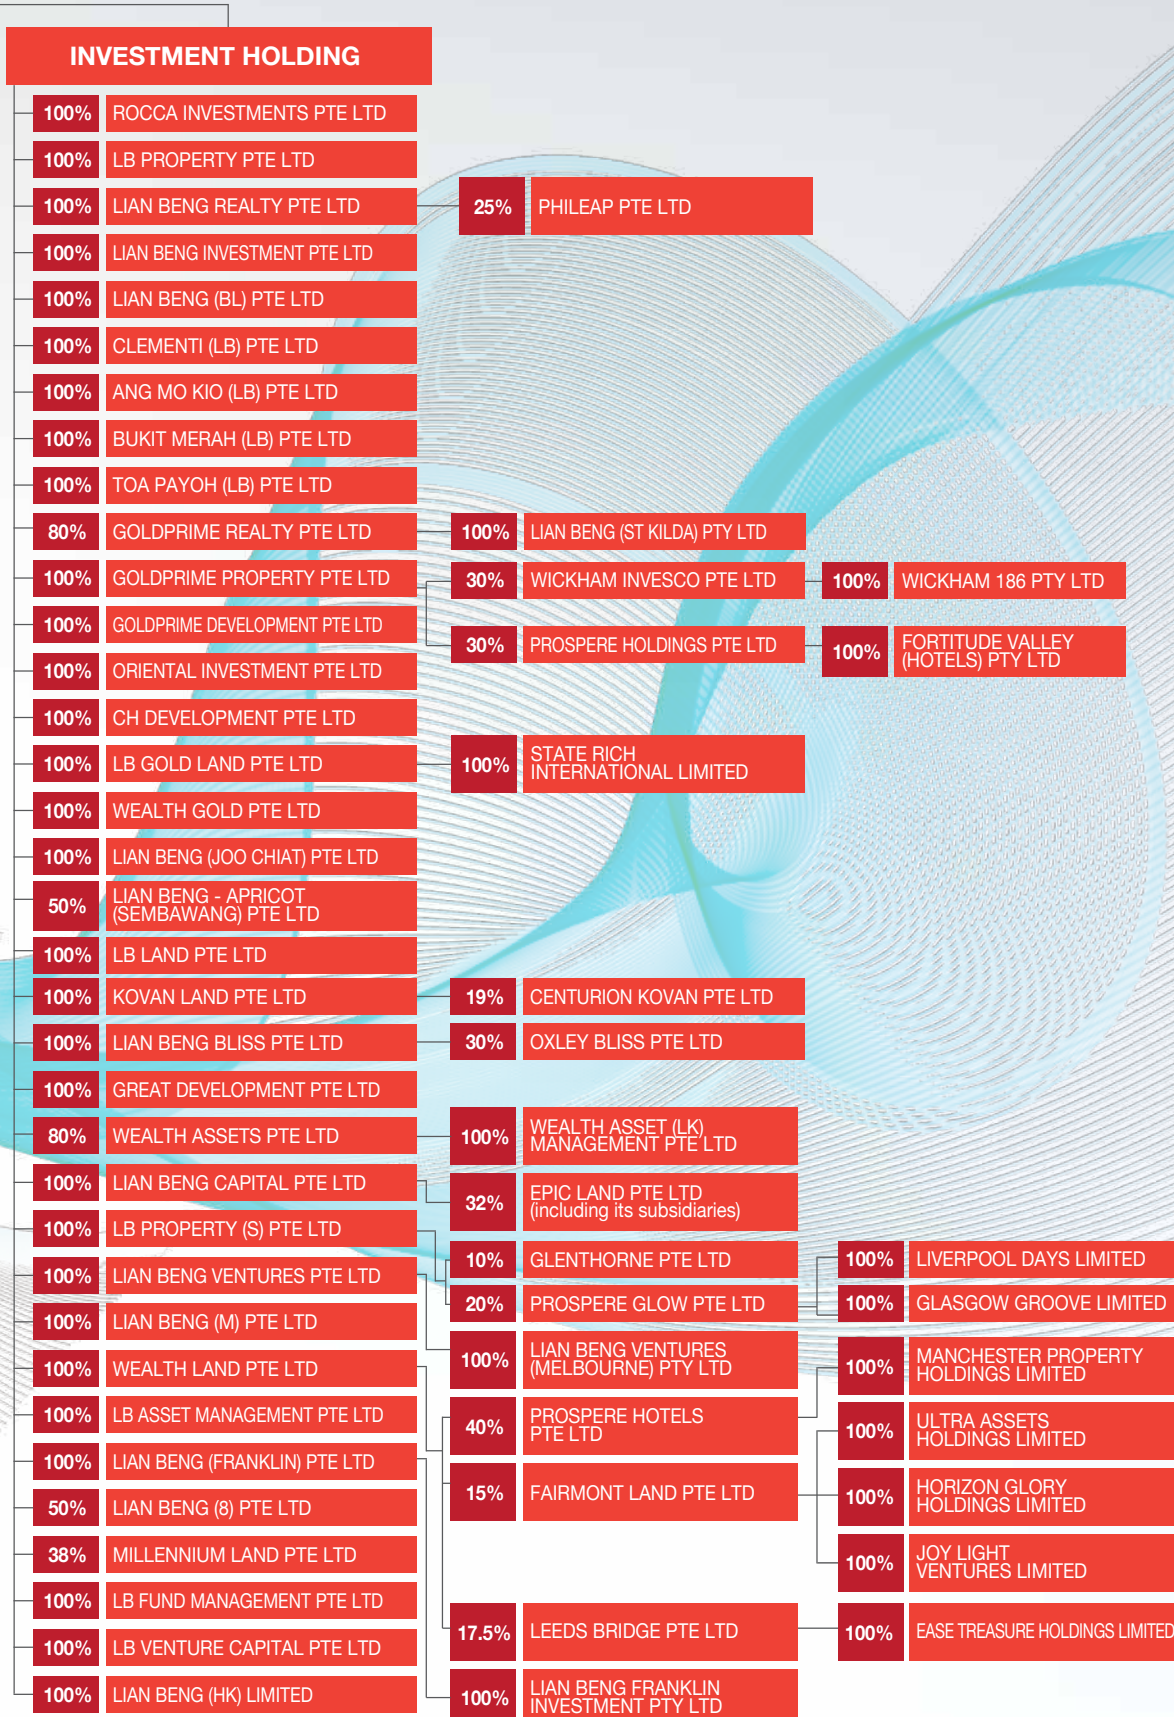 INVESTMENT HOLDING
100% ROCCA INVESTMENTS PTE LTD
100% LB PROPERTY PTE LTD
100% LIAN BENG REALTY PTE LTD
25% PHILEAP PTE LTD
100% LIAN BENG INVESTMENT PTE LTD
100% LIAN BENG (BL) PTE LTD
100% CLEMENTI (LB) PTE LTD
100% ANG MO KIO (LB) PTE LTD
100% BUKIT MERAH (LB) PTE LTD
100% TOA PAYOH (LB) PTE LTD
80% GOLDPRIME REALTY PTE LTD
100% LIAN BENG (ST KILDA) PTY LTD
100% GOLDPRIME PROPERTY PTE LTD
30% WICKHAM INVESCO PTE LTD
100% WICKHAM 186 PTY LTD
100% GOLDPRIME DEVELOPMENT PTE LTD
30% PROSPERE HOLDINGS PTE LTD
100% FORTITUDE VALLEY
(HOTELS) PTY LTD
100% ORIENTAL INVESTMENT PTE LTD
100% CH DEVELOPMENT PTE LTD
100% LB GOLD LAND PTE LTD
100% STATE RICH
INTERNATIONAL LIMITED
100% WEALTH GOLD PTE LTD
100% LIAN BENG (JOO CHIAT) PTE LTD
50% LIAN BENG - APRICOT
(SEMBAWANG) PTE LTD
100% LB LAND PTE LTD
100% KOVAN LAND PTE LTD
19% CENTURION KOVAN PTE LTD
100% LIAN BENG BLISS PTE LTD
30% OXLEY BLISS PTE LTD
100% GREAT DEVELOPMENT PTE LTD
80% WEALTH ASSETS PTE LTD
100% WEALTH ASSET (LK)
MANAGEMENT PTE LTD
100% LIAN BENG CAPITAL PTE LTD
32% EPIC LAND PTE LTD
(including its subsidiaries)
100% LB PROPERTY (S) PTE LTD
10% GLENTHORNE PTE LTD
100% LIVERPOOL DAYS LIMITED
100% LIAN BENG VENTURES PTE LTD
20% PROSPERE GLOW PTE LTD
100% GLASGOW GROOVE LIMITED
100% LIAN BENG (M) PTE LTD
100% LIAN BENG VENTURES
(MELBOURNE) PTY LTD
100% MANCHESTER PROPERTY
HOLDINGS LIMITED
100% WEALTH LAND PTE LTD
100% LB ASSET MANAGEMENT PTE LTD
40% PROSPERE HOTELS
PTE LTD
100% ULTRA ASSETS
HOLDINGS LIMITED
100% LIAN BENG (FRANKLIN) PTE LTD
15% FAIRMONT LAND PTE LTD
100% HORIZON GLORY
HOLDINGS LIMITED
50% LIAN BENG (8) PTE LTD
38% MILLENNIUM LAND PTE LTD
100% JOY LIGHT
VENTURES LIMITED
100% LB FUND MANAGEMENT PTE LTD
17.5% LEEDS BRIDGE PTE LTD
100% EASE TREASURE HOLDINGS LIMITED
100% LB VENTURE CAPITAL PTE LTD
100% LIAN BENG (HK) LIMITED
100% LIAN BENG FRANKLIN
INVESTMENT PTY LTD